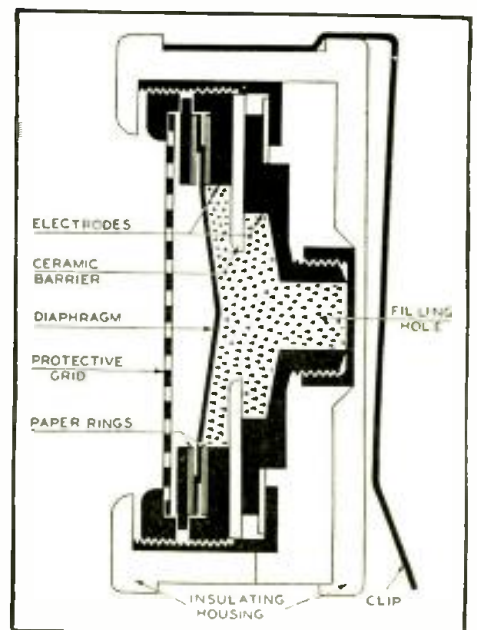 ELECTRODES
CERAMIC
BARRIER
DIAPHRAGM
PROTECTIVE
GRID
PAPER RINGS
FILLING
HOLE
INSULATING
HOUSING
CLIP